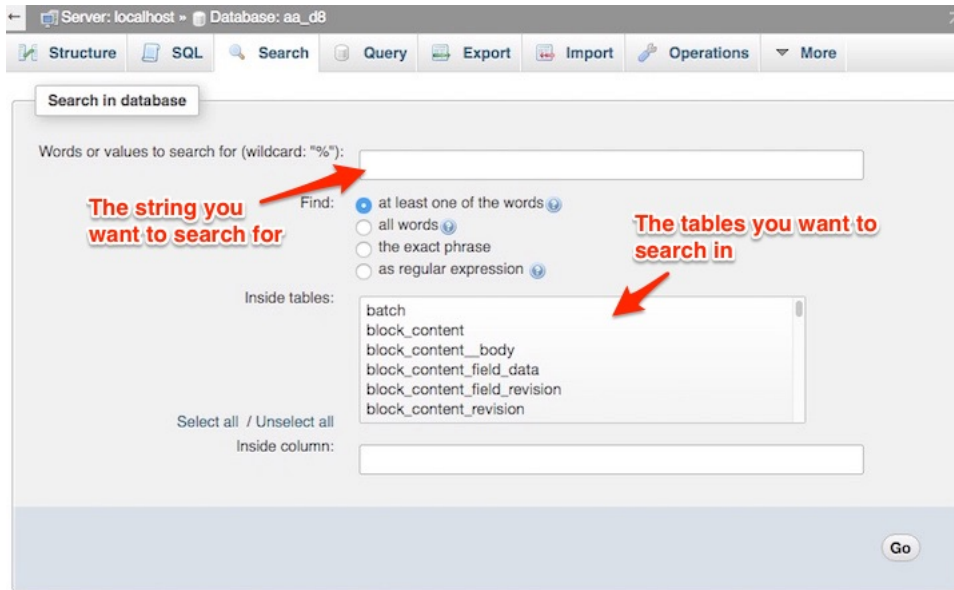 ← Server: localhost » Database: aa_d8
Structure SQL Search Query Export Import Operations More
Search in database
Words or values to search for (wildcard: "%"):
The string you
want to search for
Find:
at least one of the words
all words
the exact phrase
as regular expression
The tables you want to
search in
Inside tables:
batch
block_content
block_content__body
block_content_field_data
block_content_field_revision
block_content_revision
Select all / Unselect all
Inside column:
Go